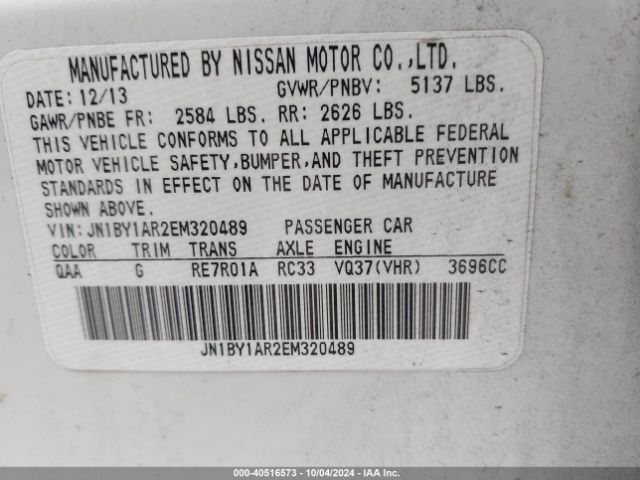 MANUFACTURED BY NISSAN MOTOR CO.,LTD.
DATE: 12/13 GVWR/PNBV: 5137 LBS.
GAWR/PNBE FR: 2584 LBS. RR: 2626 LBS.
THIS VEHICLE CONFORMS TO ALL APPLICABLE FEDERAL
MOTOR VEHICLE SAFETY,BUMPER,AND THEFT PREVENTION
STANDARDS IN EFFECT ON THE DATE OF MANUFACTURE
SHOWN ABOVE.
VIN: JN1BY1AR2EM320489 PASSENGER CAR
COLOR TRIM TRANS AXLE ENGINE
QAA G RE7R01A RC33 VQ37(VHR) 3696CC
JN1BY1AR2EM320489
000-40516573 - 10/04/2024 - IAA Inc.